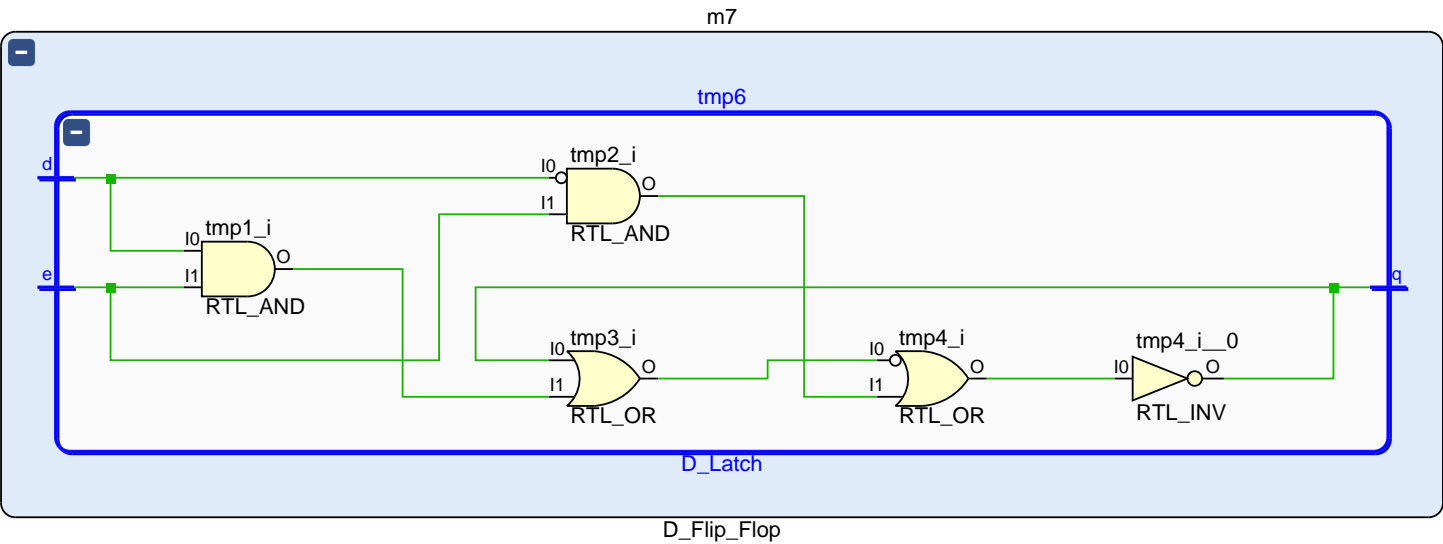 m7
tmp6
d
e
q
tmp2_i
I0
I1
O
RTL_AND
tmp1_i
I0
I1
O
RTL_AND
tmp3_i
I0
I1
O
RTL_OR
tmp4_i
I0
I1
O
RTL_OR
tmp4_i__0
I0
O
RTL_INV
D_Latch
D_Flip_Flop